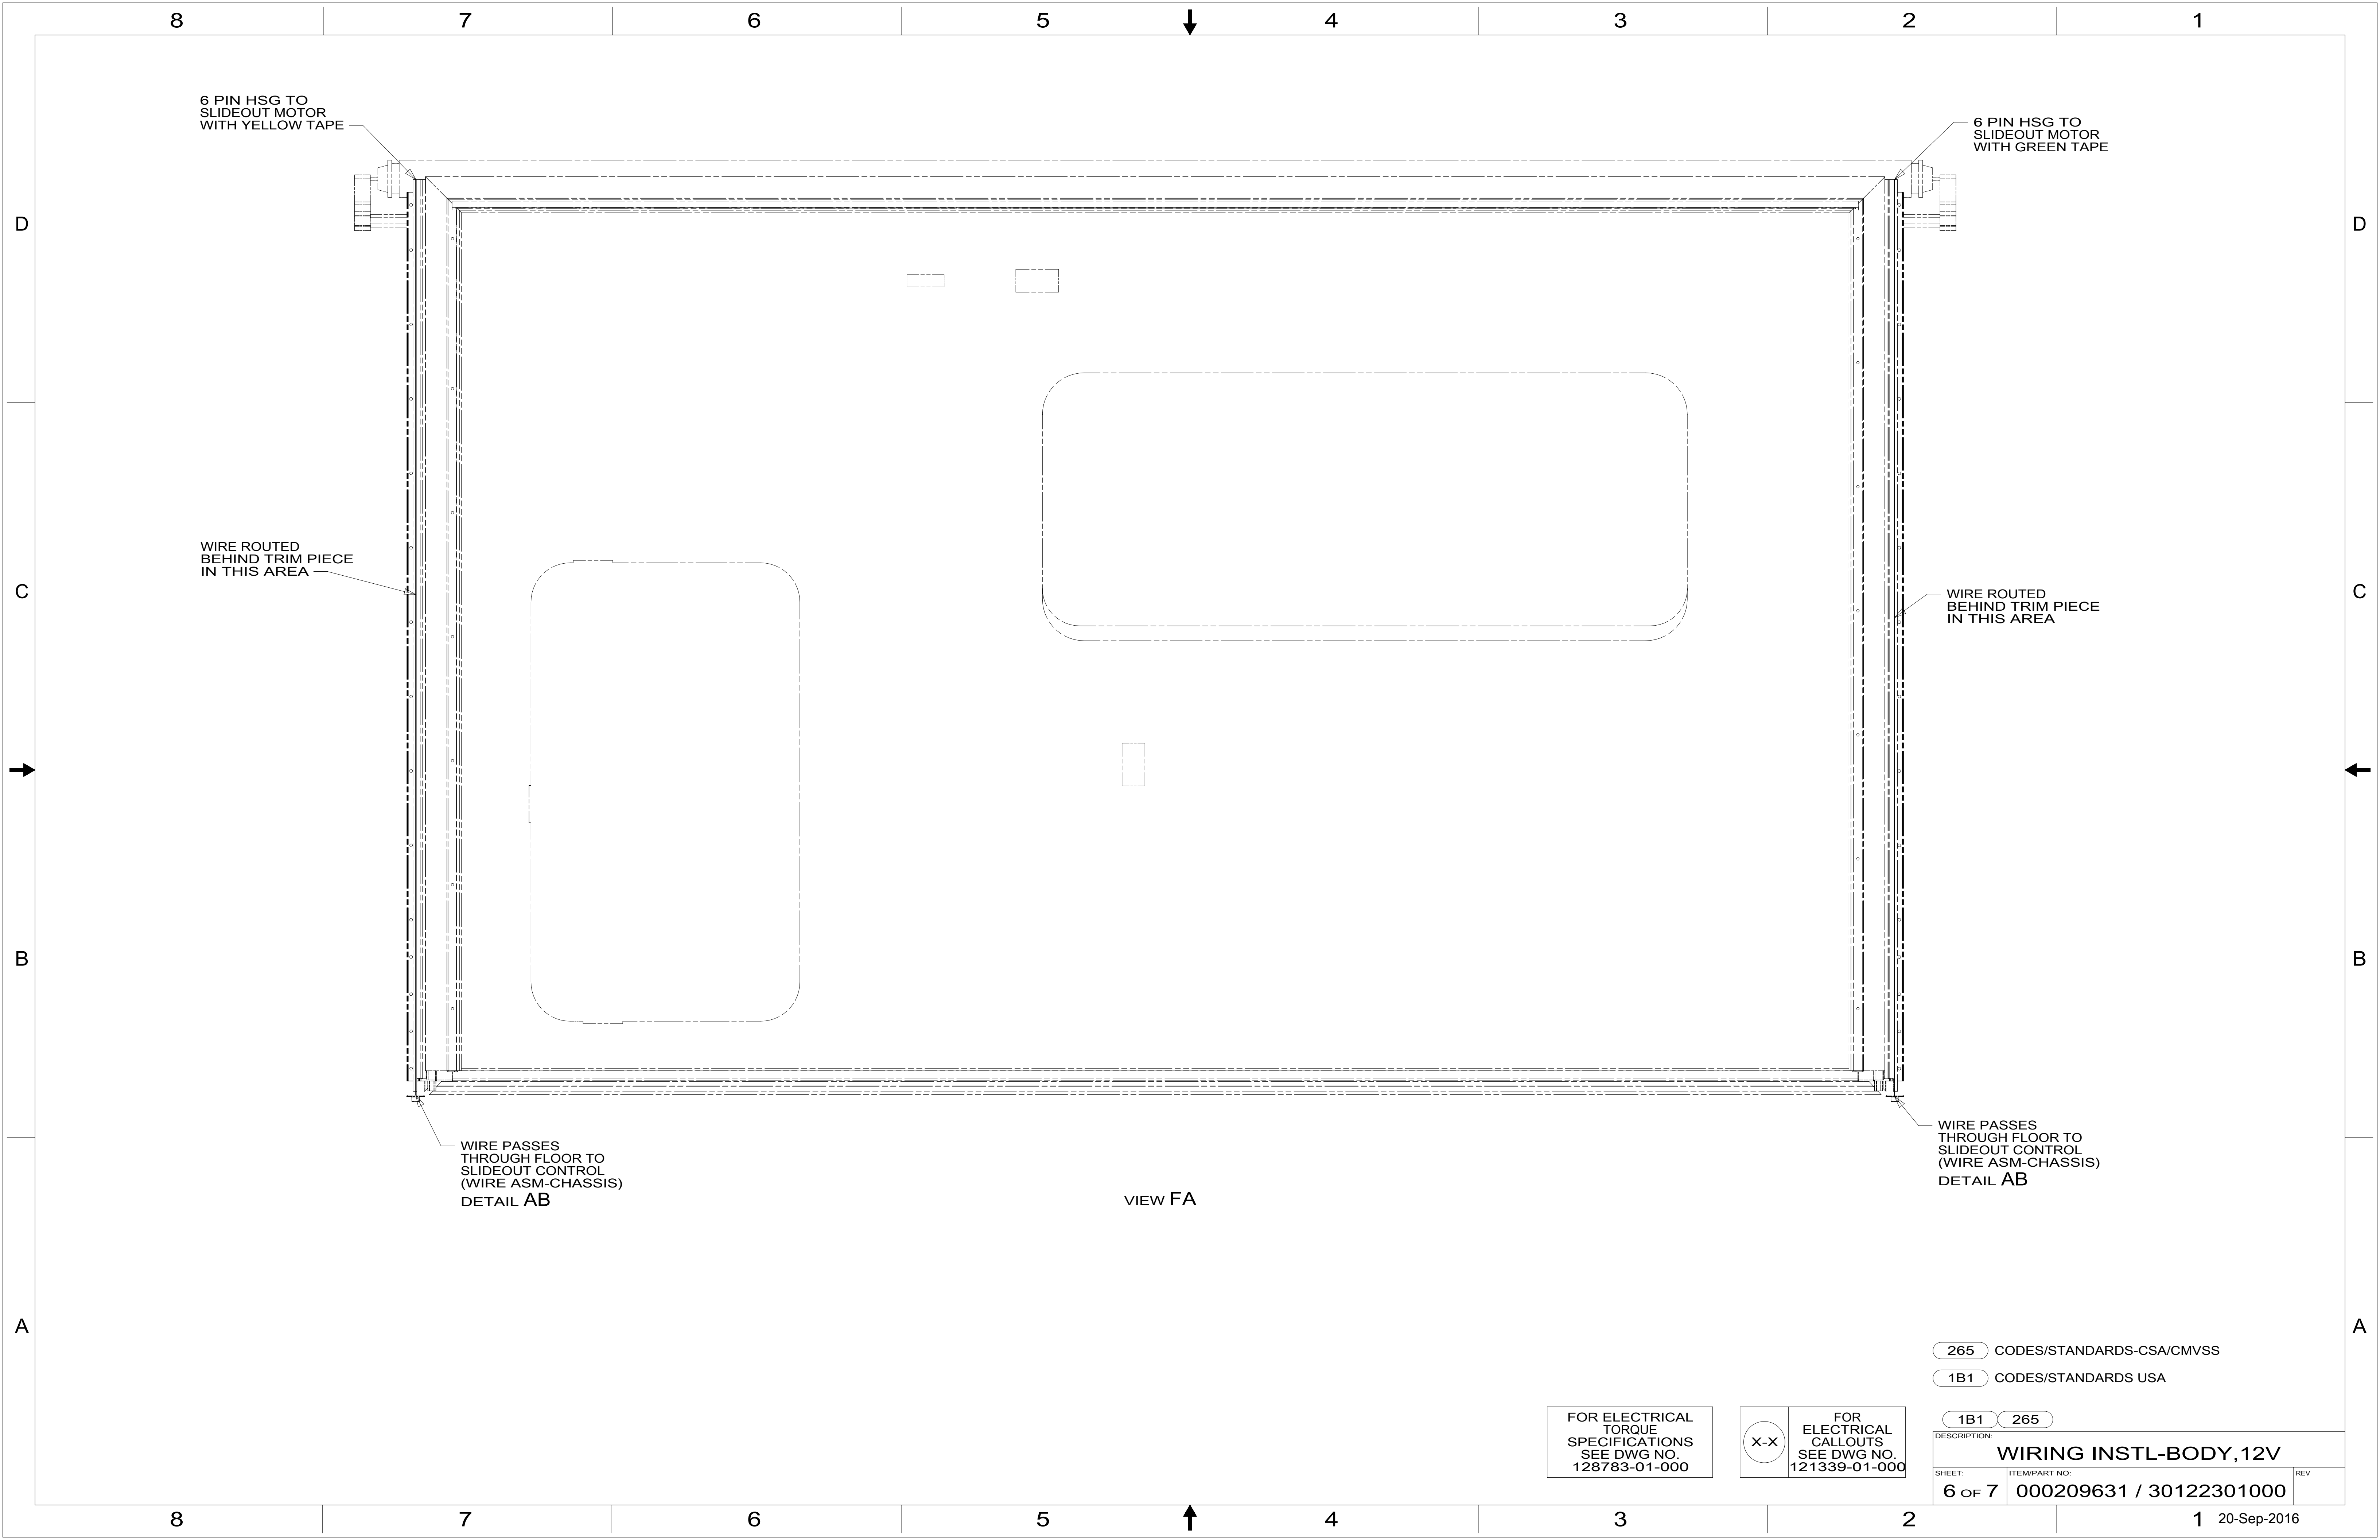 8 7 6 5 4 3 2 1
6 PIN HSG TO
SLIDEOUT MOTOR
WITH YELLOW TAPE
6 PIN HSG TO
SLIDEOUT MOTOR
WITH GREEN TAPE
D
D
WIRE ROUTED
BEHIND TRIM PIECE
IN THIS AREA
C
C
WIRE ROUTED
BEHIND TRIM PIECE
IN THIS AREA
B
B
WIRE PASSES
THROUGH FLOOR TO
SLIDEOUT CONTROL
(WIRE ASM-CHASSIS)
DETAIL AB
VIEW FA
WIRE PASSES
THROUGH FLOOR TO
SLIDEOUT CONTROL
(WIRE ASM-CHASSIS)
DETAIL AB
A
A
265 CODES/STANDARDS-CSA/CMVSS
1B1 CODES/STANDARDS USA
FOR ELECTRICAL
TORQUE
SPECIFICATIONS
SEE DWG NO.
128783-01-000
X-X
FOR
ELECTRICAL
CALLOUTS
SEE DWG NO.
121339-01-000
1B1 265
DESCRIPTION:
WIRING INSTL-BODY,12V
SHEET:
6 OF 7
ITEM/PART NO:
000209631 / 30122301000
REV
8 7 6 5 4 3 2 1
20-Sep-2016